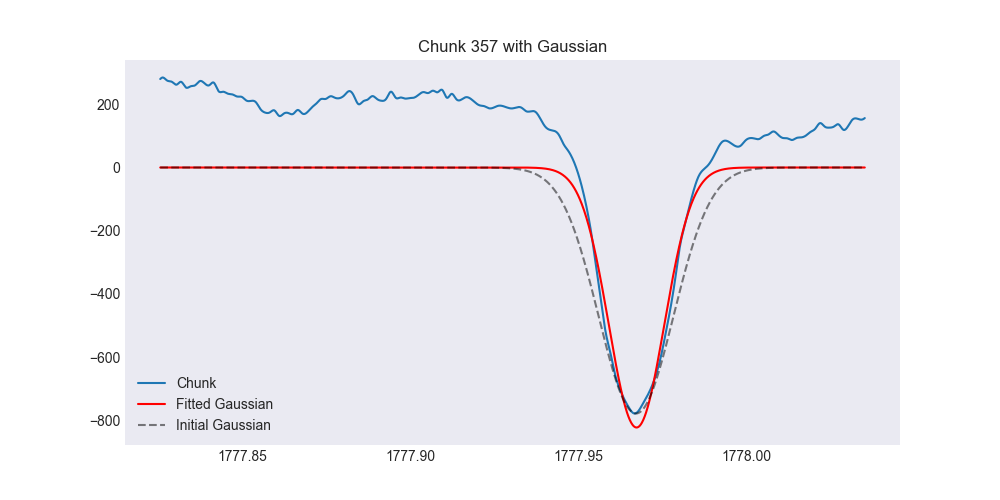 Chunk 357 with Gaussian
200
0
−200
−400
−600
−800
Chunk
Fitted Gaussian
Initial Gaussian
1777.85 1777.90 1777.95 1778.00